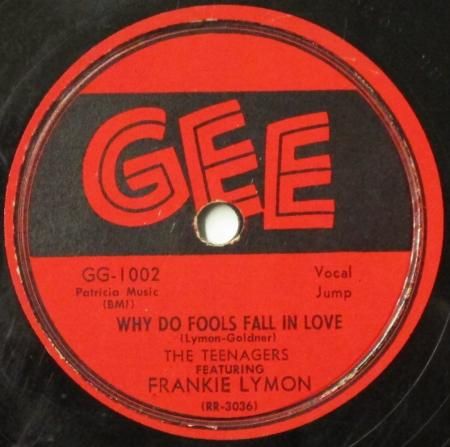 GEE
GG-1002
Vocal
Patricia Music
Jump
(BMI)
WHY DO FOOLS FALL IN LOVE
(Lymon-Goldner)
THE TEENAGERS
FEATURING
FRANKIE LYMON
(RR-3036)